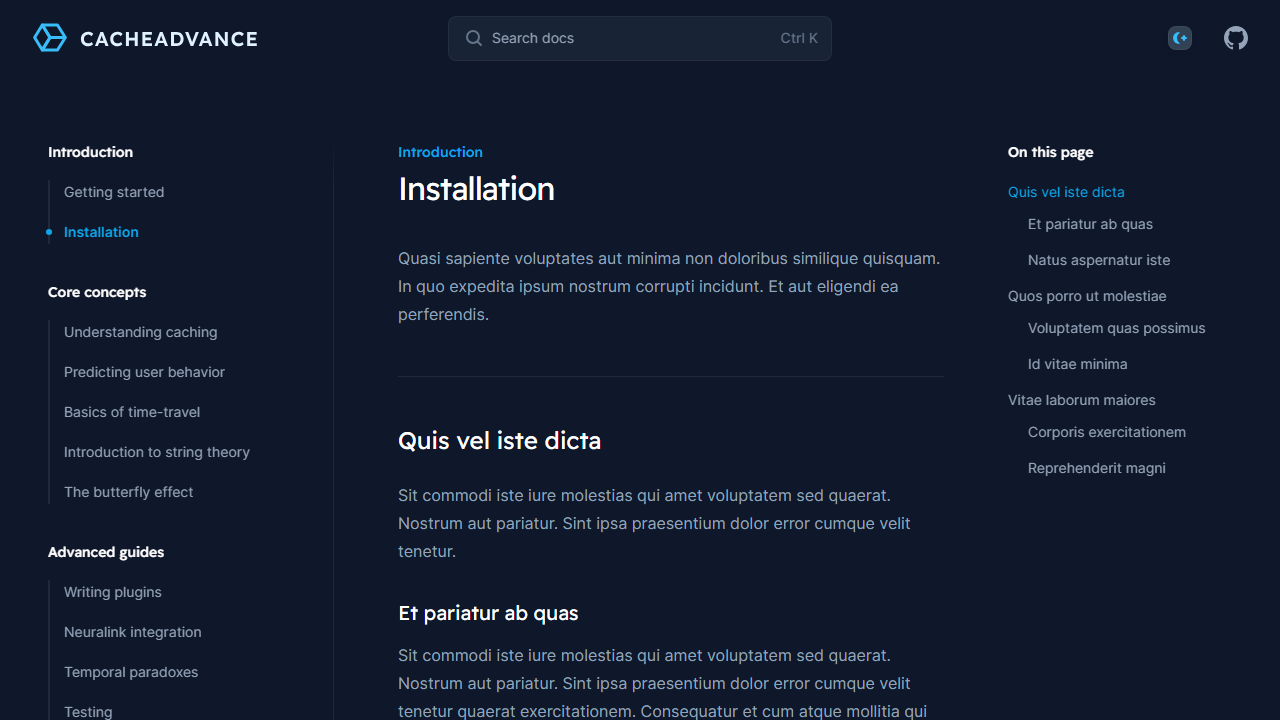 CACHEADVANCE
Search docs
Ctrl K
Introduction
Getting started
Installation
Core concepts
Understanding caching
Predicting user behavior
Basics of time-travel
Introduction to string theory
The butterfly effect
Advanced guides
Writing plugins
Neuralink integration
Temporal paradoxes
Testing
Introduction
Installation
Quasi sapiente voluptates aut minima non doloribus similique quisquam.
In quo expedita ipsum nostrum corrupti incidunt. Et aut eligendi ea
perferendis.
Quis vel iste dicta
Sit commodi iste iure molestias qui amet voluptatem sed quaerat.
Nostrum aut pariatur. Sint ipsa praesentium dolor error cumque velit
tenetur.
Et pariatur ab quas
Sit commodi iste iure molestias qui amet voluptatem sed quaerat.
Nostrum aut pariatur. Sint ipsa praesentium dolor error cumque velit
tenetur quaerat exercitationem. Consequatur et cum atque mollitia qui
On this page
Quis vel iste dicta
Et pariatur ab quas
Natus aspernatur iste
Quos porro ut molestiae
Voluptatem quas possimus
Id vitae minima
Vitae laborum maiores
Corporis exercitationem
Reprehenderit magni